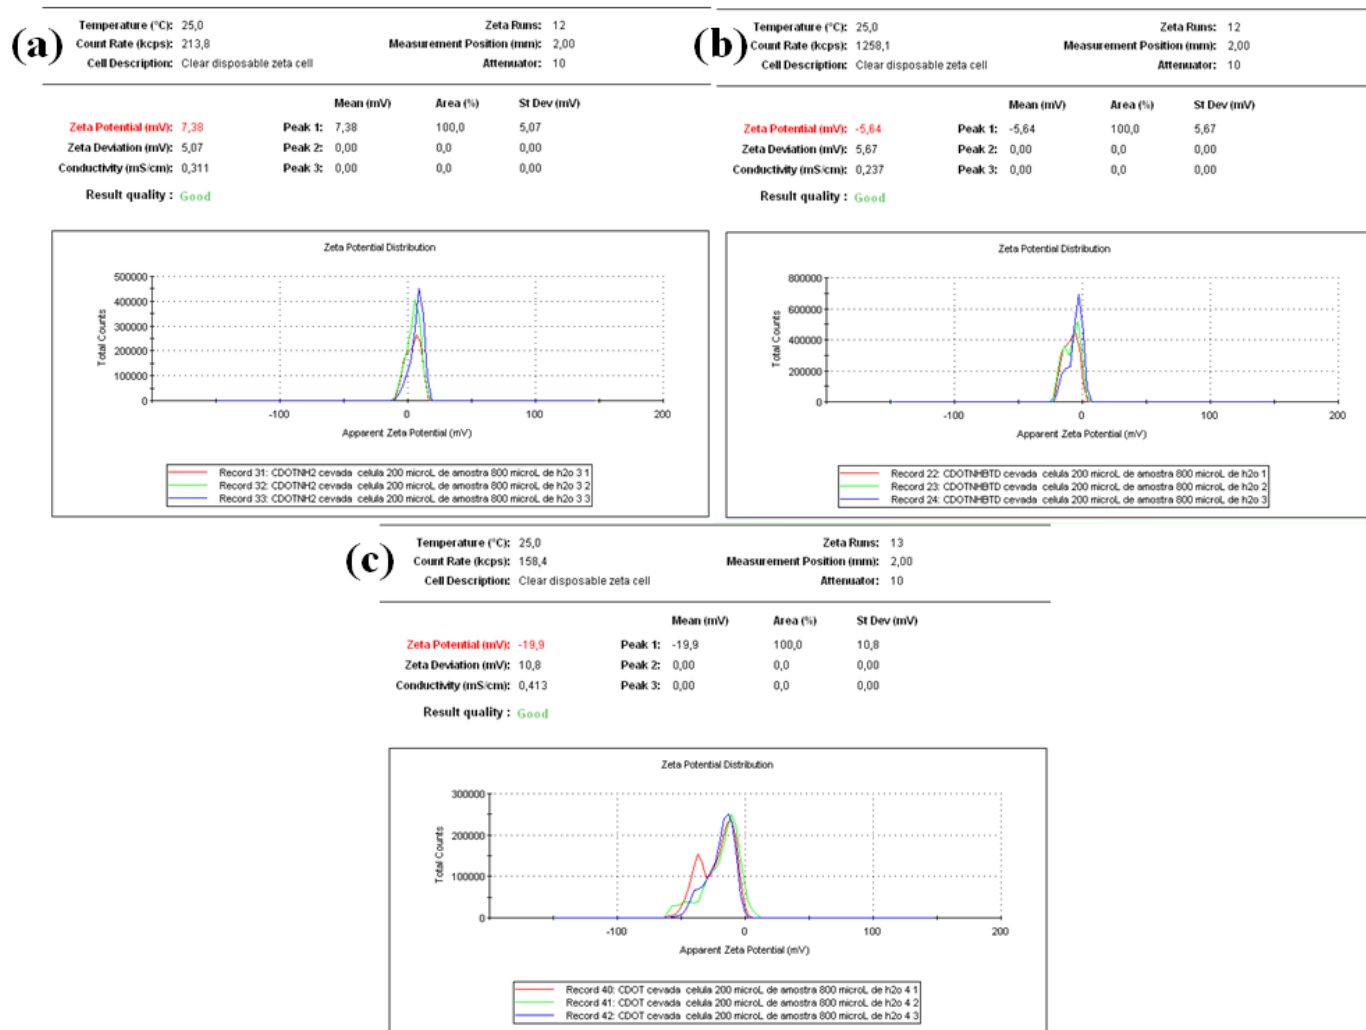 (a)
Temperature (°C): 25,0 Zeta Runs: 12
Count Rate (kcps): 213,8 Measurement Position (mm): 2,00
Cell Description: Clear disposable zeta cell Attenuator: 10
Mean (mV) Area (%) St Dev (mV)
Zeta Potential (mV): 7,38 Peak 1: 7,38 100,0 5,07
Zeta Deviation (mV): 5,07 Peak 2: 0,00 0,0 0,00
Conductivity (mS/cm): 0,311 Peak 3: 0,00 0,0 0,00
Result quality : Good
Zeta Potential Distribution
500000
400000
300000
200000
100000
0
Total Counts
-100 0 100 200
Apparent Zeta Potential (mV)
Record 31: CDOTNH2 cevada celula 200 microL de amostra 800 microL de h2o 3 1
Record 32: CDOTNH2 cevada celula 200 microL de amostra 800 microL de h2o 3 2
Record 33: CDOTNH2 cevada celula 200 microL de amostra 800 microL de h2o 3 3
(b)
Temperature (°C): 25,0 Zeta Runs: 12
Count Rate (kcps): 1258,1 Measurement Position (mm): 2,00
Cell Description: Clear disposable zeta cell Attenuator: 10
Mean (mV) Area (%) St Dev (mV)
Zeta Potential (mV): -5,64 Peak 1: -5,64 100,0 5,67
Zeta Deviation (mV): 5,67 Peak 2: 0,00 0,0 0,00
Conductivity (mS/cm): 0,237 Peak 3: 0,00 0,0 0,00
Result quality : Good
Zeta Potential Distribution
800000
600000
400000
200000
0
Total Counts
-100 0 100 200
Apparent Zeta Potential (mV)
Record 22: CDOTNHBTD cevada celula 200 microL de amostra 800 microL de h2o 1
Record 23: CDOTNHBTD cevada celula 200 microL de amostra 800 microL de h2o 2
Record 24: CDOTNHBTD cevada celula 200 microL de amostra 800 microL de h2o 3
(c)
Temperature (°C): 25,0 Zeta Runs: 13
Count Rate (kcps): 158,4 Measurement Position (mm): 2,00
Cell Description: Clear disposable zeta cell Attenuator: 10
Mean (mV) Area (%) St Dev (mV)
Zeta Potential (mV): -19,9 Peak 1: -19,9 100,0 10,8
Zeta Deviation (mV): 10,8 Peak 2: 0,00 0,0 0,00
Conductivity (mS/cm): 0,413 Peak 3: 0,00 0,0 0,00
Result quality : Good
Zeta Potential Distribution
300000
200000
100000
0
Total Counts
-100 0 100 200
Apparent Zeta Potential (mV)
Record 40: CDOT cevada celula 200 microL de amostra 800 microL de h2o 4 1
Record 41: CDOT cevada celula 200 microL de amostra 800 microL de h2o 4 2
Record 42: CDOT cevada celula 200 microL de amostra 800 microL de h2o 4 3